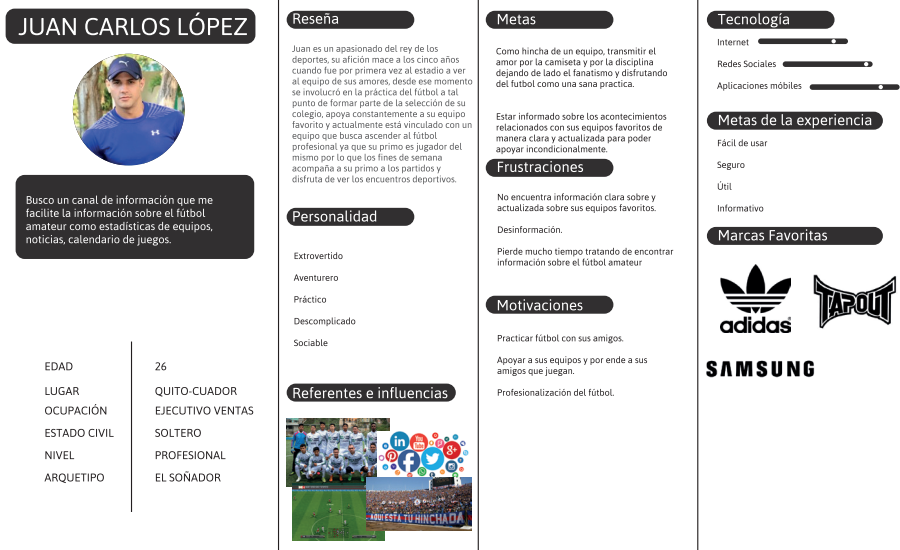 JUAN CARLOS LÓPEZ
Busco un canal de información que me
facilite la información sobre el fútbol
amateur como estadísticas de equipos,
noticias, calendario de juegos.
EDAD 26
LUGAR QUITO-CUADOR
OCUPACIÓN EJECUTIVO VENTAS
ESTADO CIVIL SOLTERO
NIVEL PROFESIONAL
ARQUETIPO EL SOÑADOR
Reseña
Juan es un apasionado del rey de los
deportes, su afición mace a los cinco años
cuando fue por primera vez al estadio a ver
al equipo de sus amores, desde ese momento
se involucró en la práctica del fútbol a tal
punto de formar parte de la selección de su
colegio, apoya constantemente a su equipo
favorito y actualmente está vinculado con un
equipo que busca ascender al fútbol
profesional ya que su primo es jugador del
mismo por lo que los fines de semana
acompaña a su primo a los partidos y
disfruta de ver los encuentros deportivos.
Personalidad
Extrovertido
Aventurero
Práctico
Descomplicado
Sociable
Referentes e influencias
in
You
Tube
g+
AQUI ESTA TU HINCHADA
Metas
Como hincha de un equipo, transmitir el
amor por la camiseta y por la disciplina
dejando de lado el fanatismo y disfrutando
del futbol como una sana practica.
Estar informado sobre los acontecimientos
relacionados con sus equipos favoritos de
manera clara y actualizada para poder
apoyar incondicionalmente.
Frustraciones
No encuentra información clara sobre y
actualizada sobre sus equipos favoritos.
Desinformación.
Pierde mucho tiempo tratando de encontrar
información sobre el fútbol amateur
Motivaciones
Practicar fútbol con sus amigos.
Apoyar a sus equipos y por ende a sus
amigos que juegan.
Profesionalización del fútbol.
Tecnología
Internet
Redes Sociales
Aplicaciones móbiles
Metas de la experiencia
Fácil de usar
Seguro
Útil
Informativo
Marcas Favoritas
adidas
TAPOUT
SAMSUNG